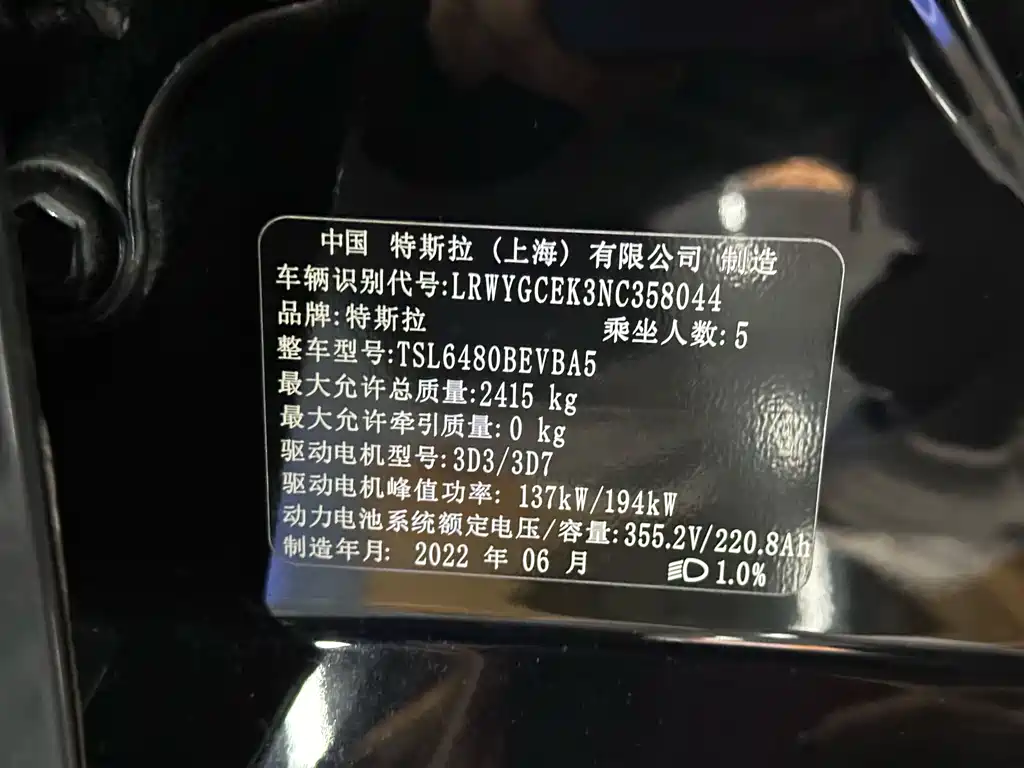 中国 特斯拉(上海)有限公司 制造
车辆识别代号:LRWYGCEK3NC358044
品牌:特斯拉 乘坐人数:5
整车型号:TSL6480BEVBA5
最大允许总质量:2415 kg
最大允许牵引质量:0 kg
驱动电机型号:3D3/3D7
驱动电机峰值功率: 137kW/194kW
动力电池系统额定电压/容量:355.2V/220.8Ah
制造年月: 2022 年 06 月 1.0%